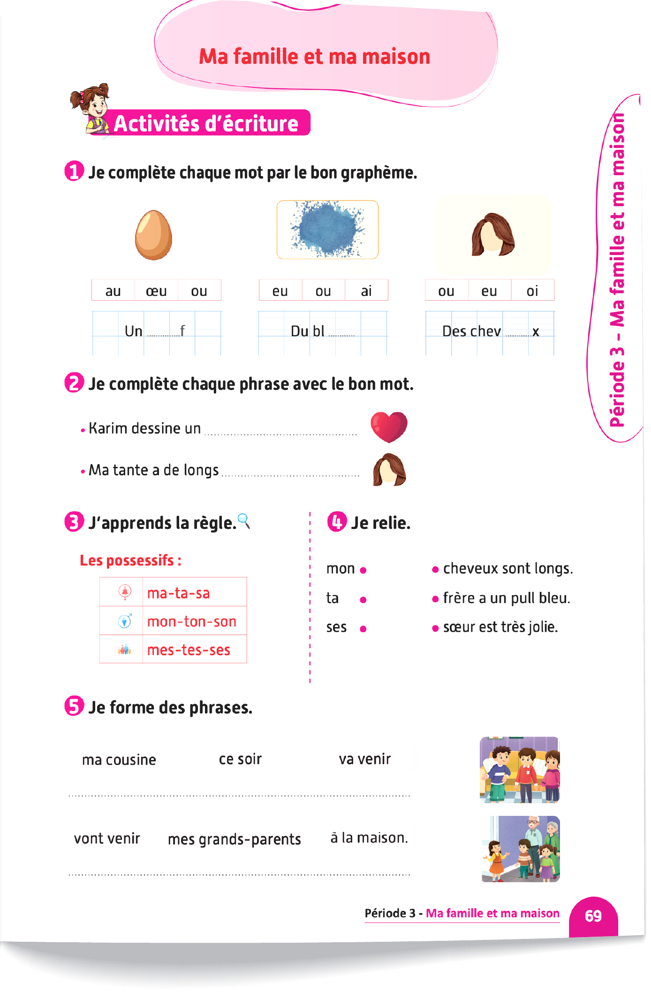 Ma famille et ma maison
Activités d'écriture
1 Je complète chaque mot par le bon graphème.
au œu ou
eu ou ai
ou eu oi
Un ............f
Du bl ..........
Des chev ..........x
2 Je complète chaque phrase avec le bon mot.
• Karim dessine un ..........
• Ma tante a de longs ..........
3 J'apprends la règle.
Les possessifs :
ma-ta-sa
mon-ton-son
mes-tes-ses
4 Je relie.
mon • • cheveux sont longs.
ta • • frère a un pull bleu.
ses • • sœur est très jolie.
5 Je forme des phrases.
ma cousine ce soir va venir
vont venir mes grands-parents à la maison.
Période 3 - Ma famille et ma maison
69
Période 3 - Ma famille et ma maison